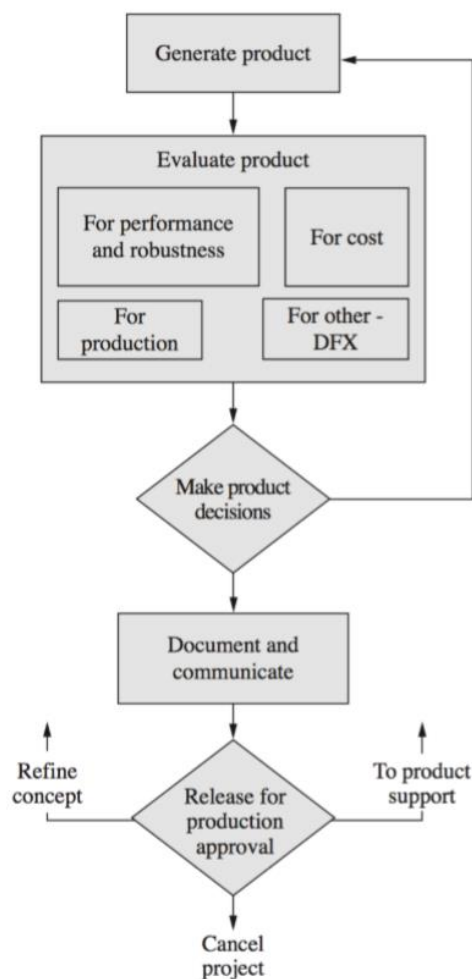 Generate product
Evaluate product
For performance
and robustness
For cost
For
production
For other -
DFX
Make product
decisions
Document and
communicate
Refine
concept
To product
support
Release for
production
approval
Cancel
project